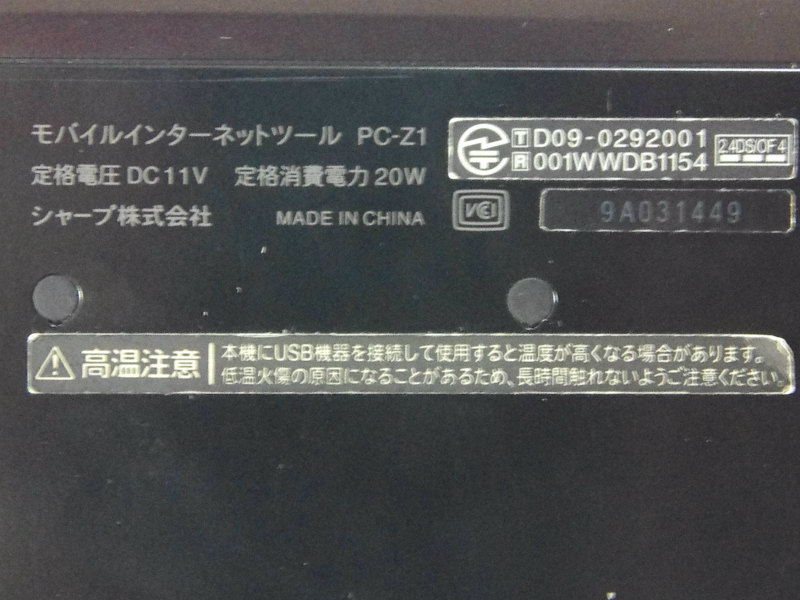 モバイルインターネットツール PC-Z1
定格電圧 DC 11V 定格消費電力 20W
シャープ株式会社 MADE IN CHINA
T D09-0292001
R 001WWDB1154
2.4DS/OF4
VCI
9A031449
高温注意
本機にUSB機器を接続して使用すると温度が高くなる場合があります。
低温火傷の原因になることがあるため、長時間触れないようご注意ください。